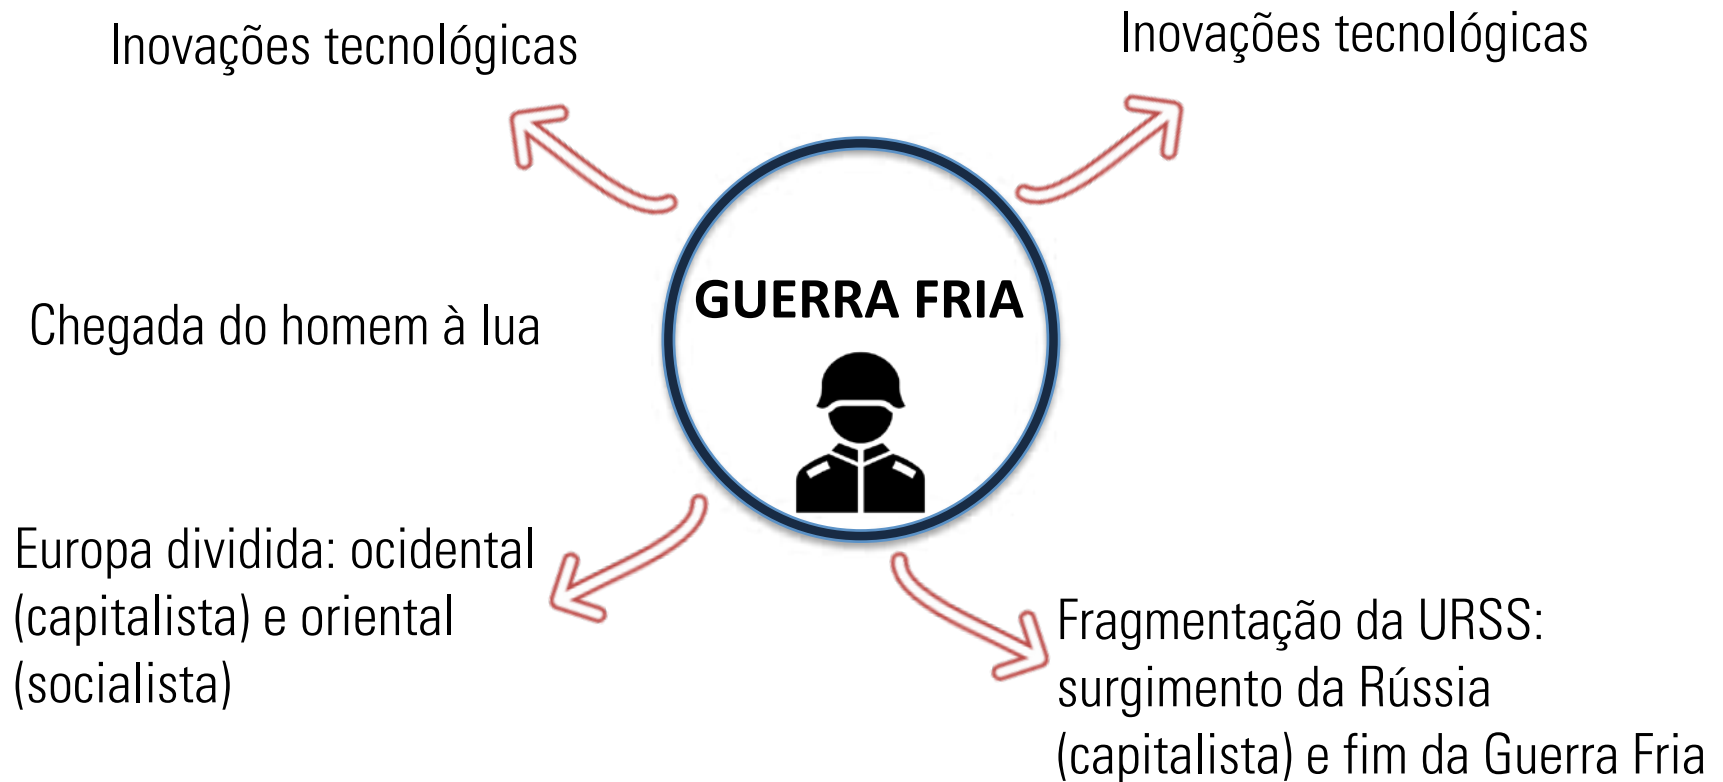 Inovações tecnológicas
Inovações tecnológicas
GUERRA FRIA
Chegada do homem à lua
Europa dividida: ocidental
(capitalista) e oriental
(socialista)
Fragmentação da URSS:
surgimento da Rússia
(capitalista) e fim da Guerra Fria